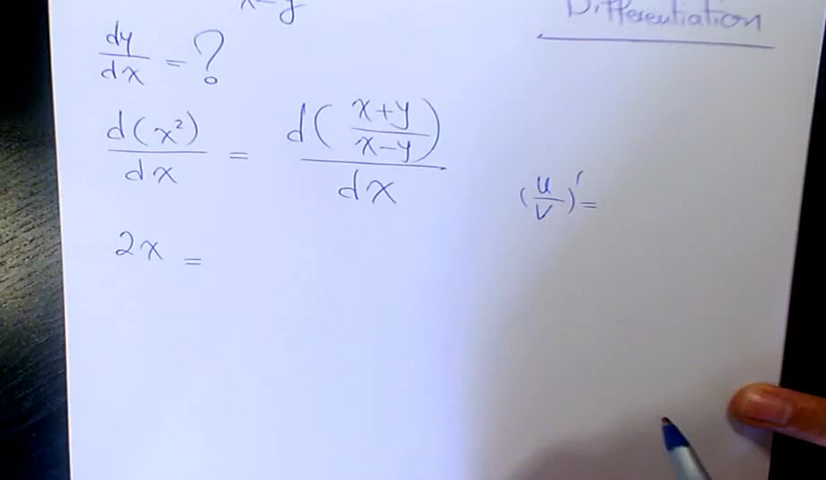 x-y
Differentiation
dy/dx = ?
d(x²)/dx = d((x+y)/(x-y))/dx
(u/v)' =
2x =